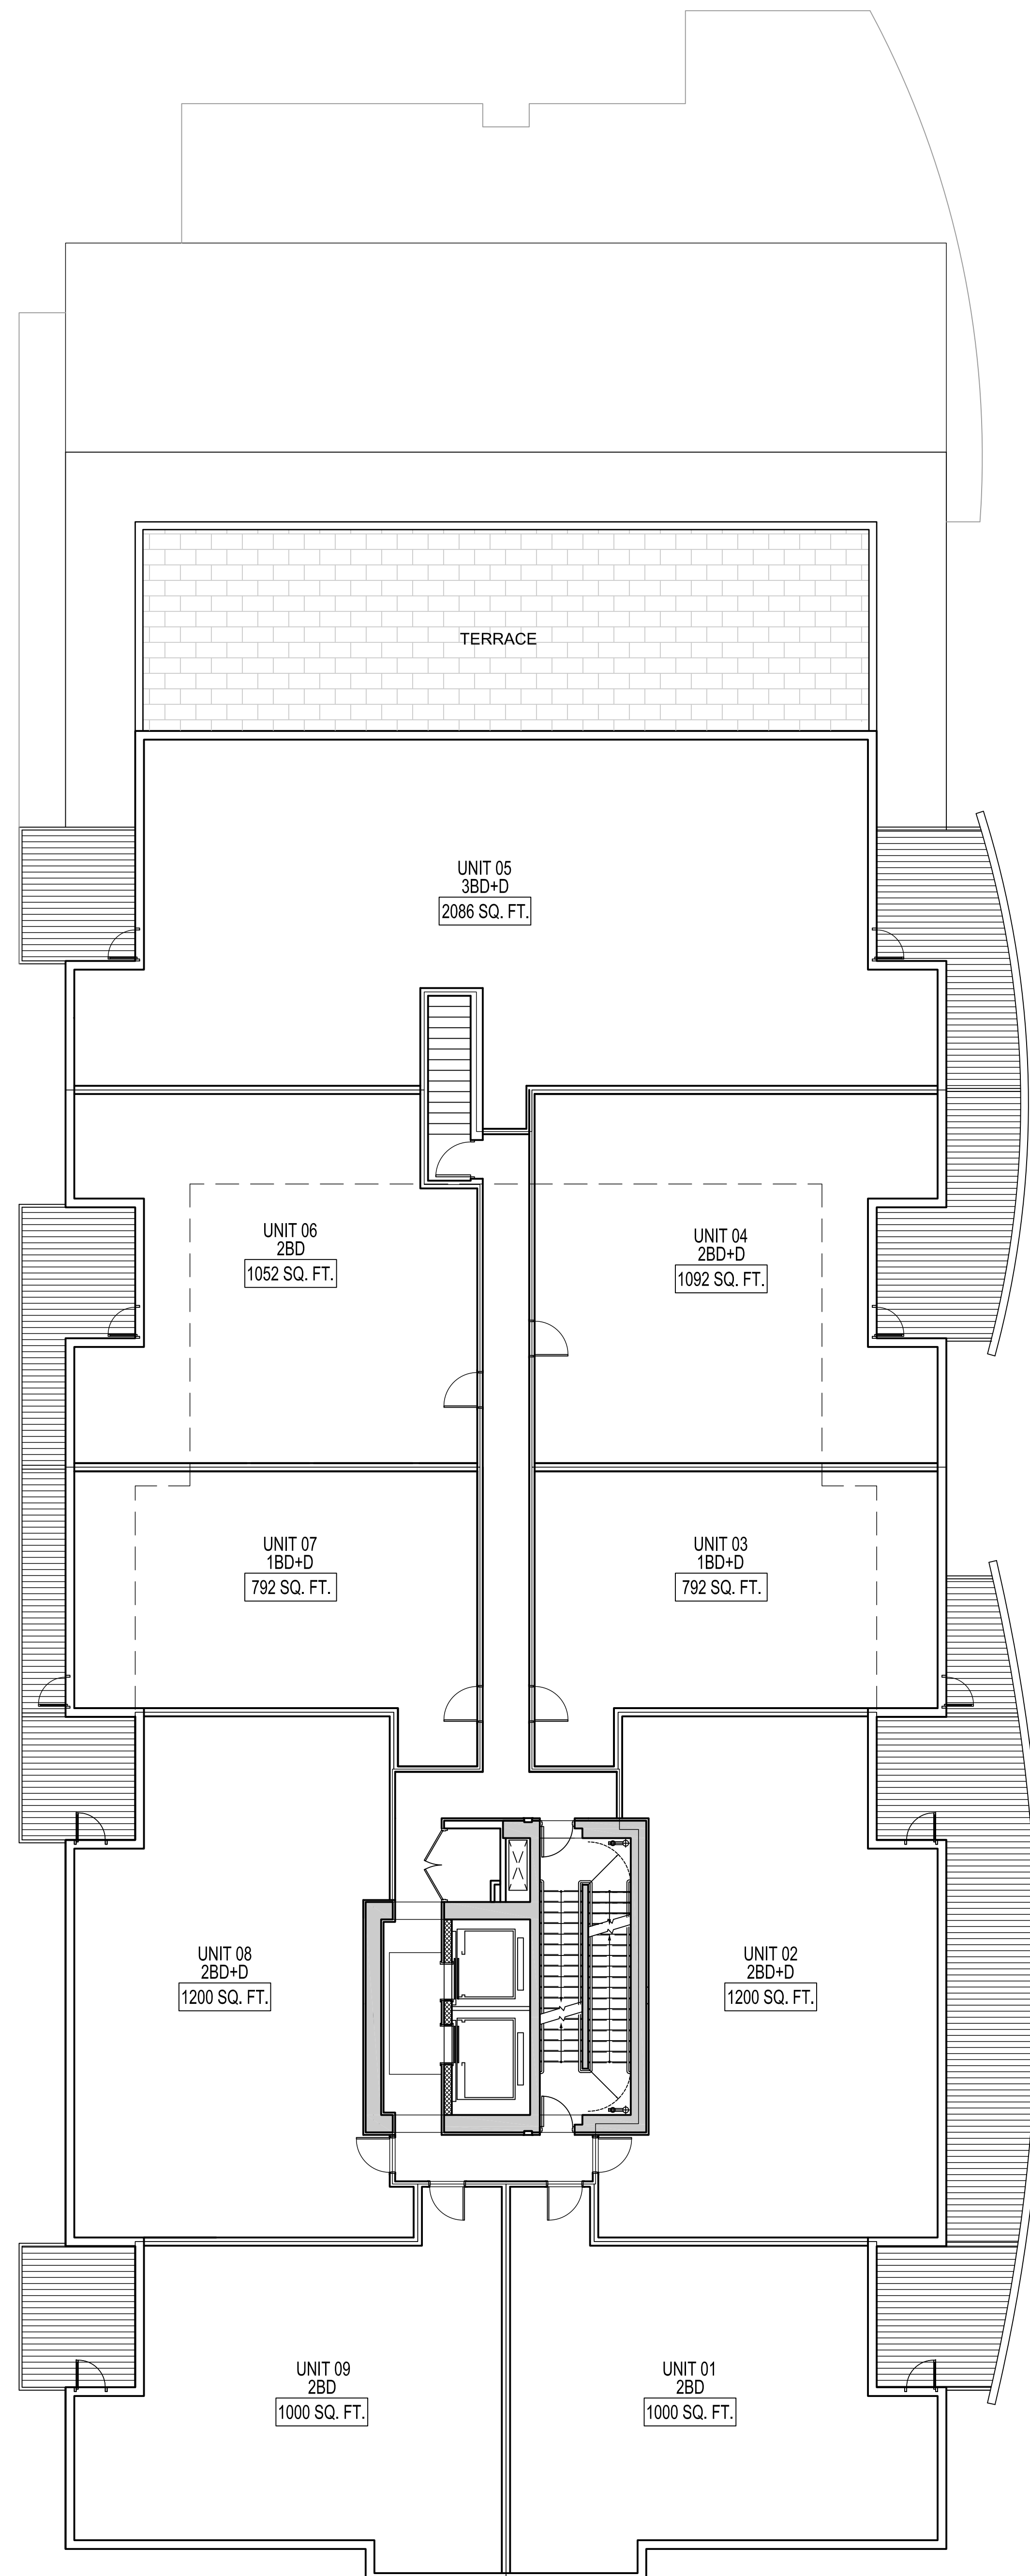 TERRACE
UNIT 05
3BD+D
2086 SQ. FT.
UNIT 06
2BD
1052 SQ. FT.
UNIT 04
2BD+D
1092 SQ. FT.
UNIT 07
1BD+D
792 SQ. FT.
UNIT 03
1BD+D
792 SQ. FT.
UNIT 08
2BD+D
1200 SQ. FT.
UNIT 02
2BD+D
1200 SQ. FT.
UNIT 09
2BD
1000 SQ. FT.
UNIT 01
2BD
1000 SQ. FT.